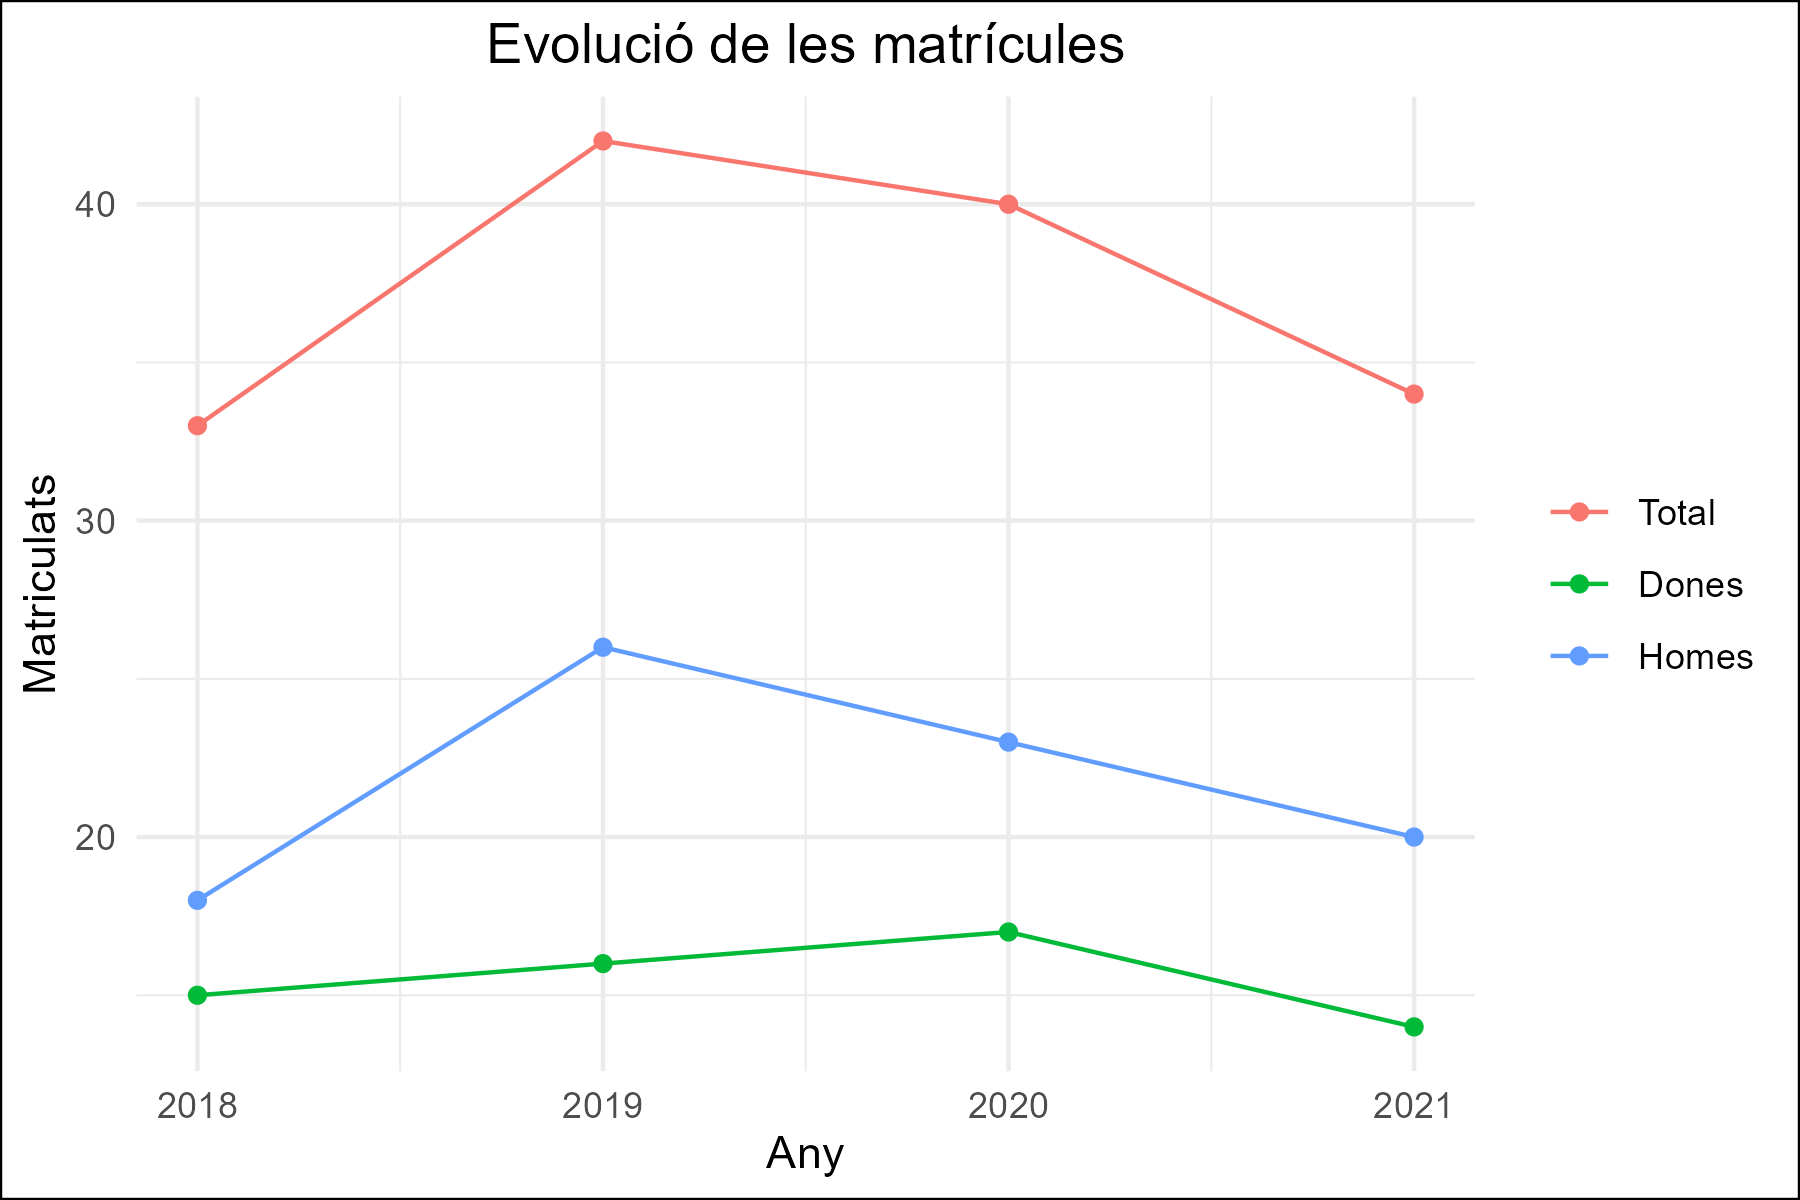 Evolució de les matrícules
Matriculats
40
30
20
2018 2019 2020 2021
Any
Total
Dones
Homes